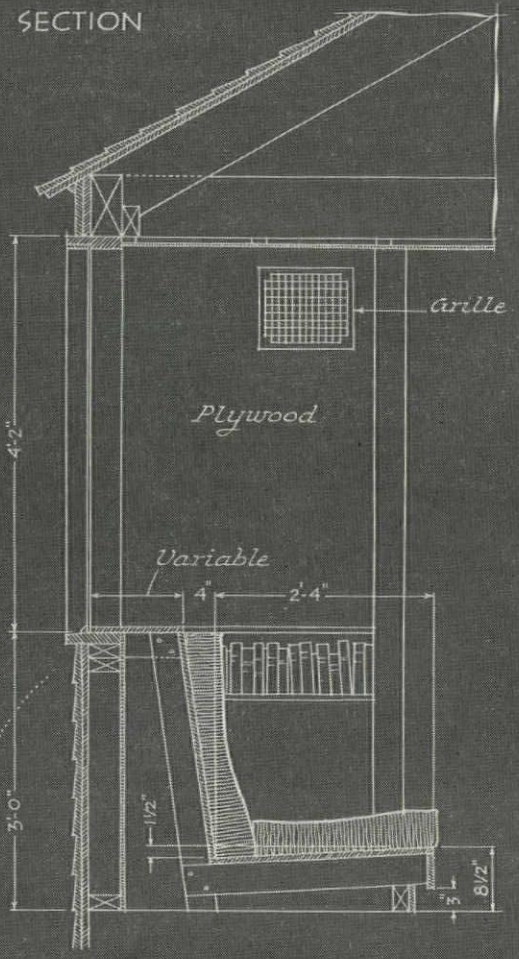 SECTION
Grille
Plywood
4'-2"
Variable
4"
2'-4"
3'-0"
1 1/2"
3"
8 1/2"